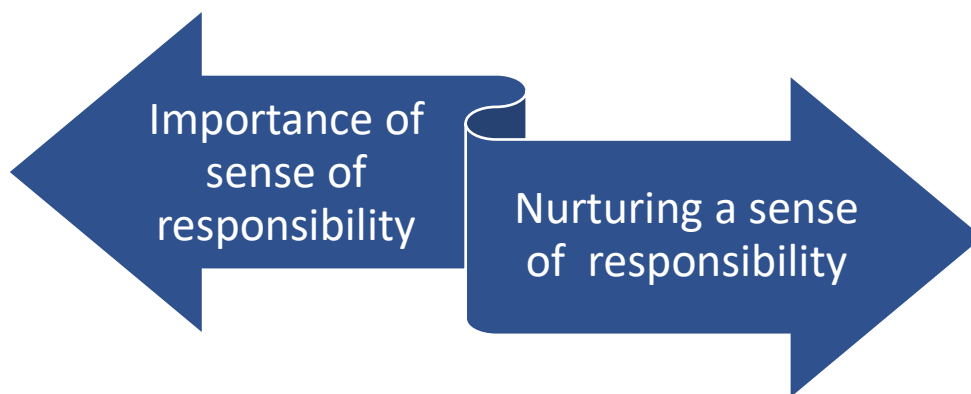 Importance of
sense of
responsibility
Nurturing a sense
of  responsibility